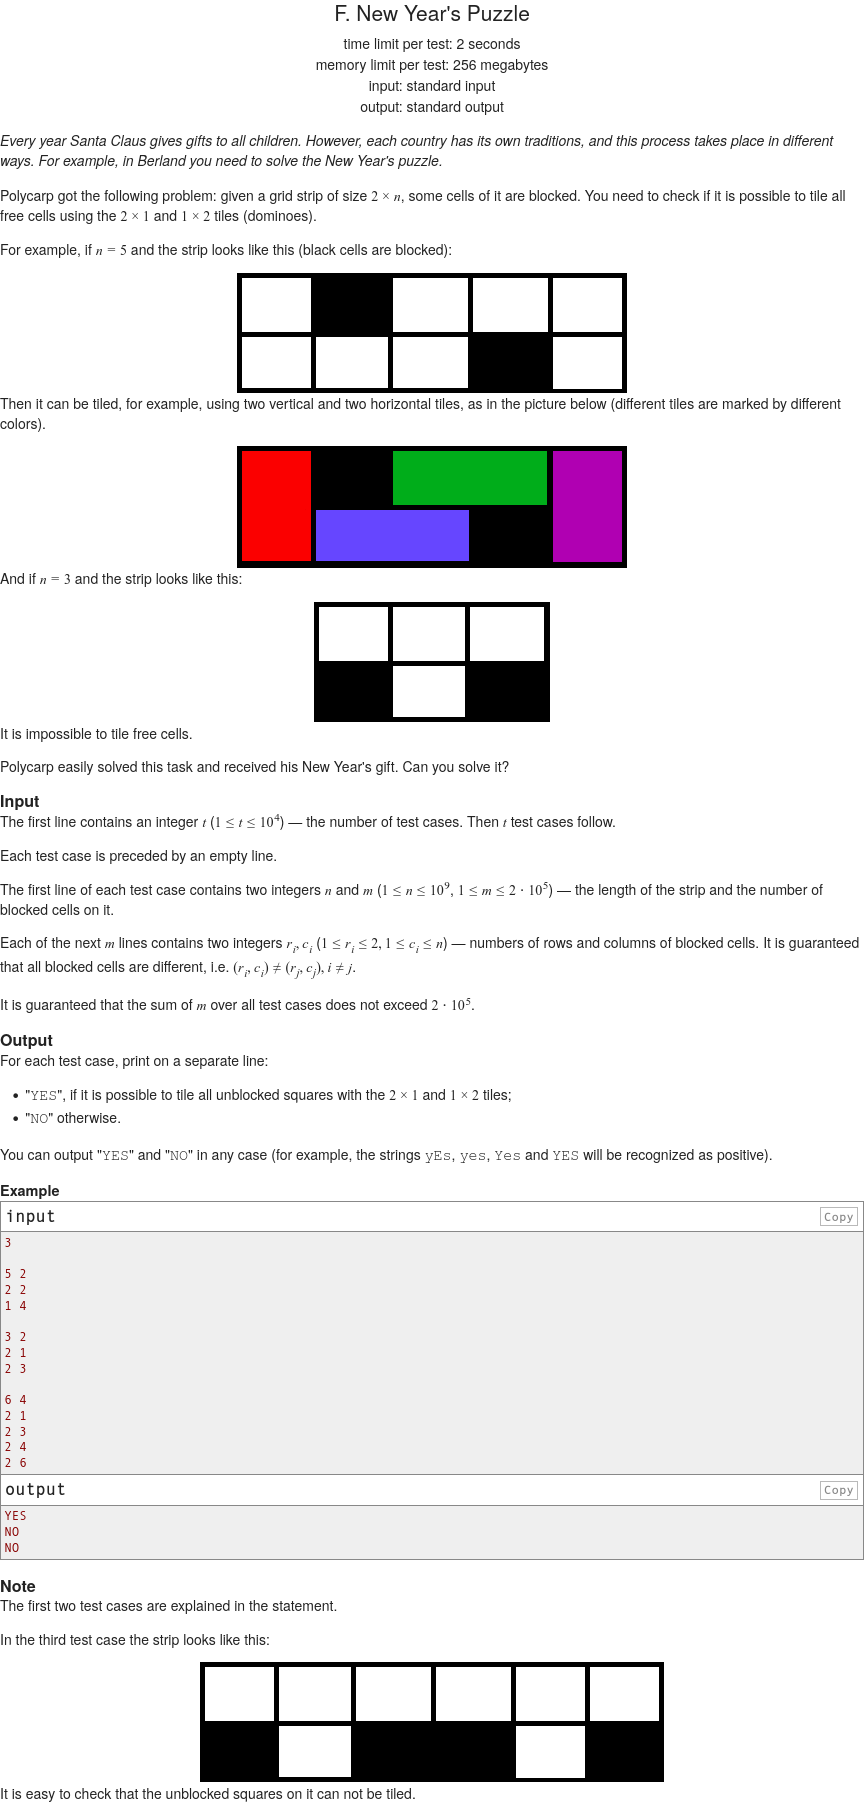 F. New Year's Puzzle
time limit per test: 2 seconds
memory limit per test: 256 megabytes
input: standard input
output: standard output
Every year Santa Claus gives gifts to all children. However, each country has its own traditions, and this process takes place in different
ways. For example, in Berland you need to solve the New Year's puzzle.
Polycarp got the following problem: given a grid strip of size 2 × n, some cells of it are blocked. You need to check if it is possible to tile all
free cells using the 2 × 1 and 1 × 2 tiles (dominoes).
For example, if n = 5 and the strip looks like this (black cells are blocked):
Then it can be tiled, for example, using two vertical and two horizontal tiles, as in the picture below (different tiles are marked by different
colors).
And if n = 3 and the strip looks like this:
It is impossible to tile free cells.
Polycarp easily solved this task and received his New Year's gift. Can you solve it?
Input
The first line contains an integer t (1 ≤ t ≤ 10^4) — the number of test cases. Then t test cases follow.
Each test case is preceded by an empty line.
The first line of each test case contains two integers n and m (1 ≤ n ≤ 10^9, 1 ≤ m ≤ 2 · 10^5) — the length of the strip and the number of
blocked cells on it.
Each of the next m lines contains two integers r_i, c_i (1 ≤ r_i ≤ 2, 1 ≤ c_i ≤ n) — numbers of rows and columns of blocked cells. It is guaranteed
that all blocked cells are different, i.e. (r_i, c_i) ≠ (r_j, c_j), i ≠ j.
It is guaranteed that the sum of m over all test cases does not exceed 2 · 10^5.
Output
For each test case, print on a separate line:
• "YES", if it is possible to tile all unblocked squares with the 2 × 1 and 1 × 2 tiles;
• "NO" otherwise.
You can output "YES" and "NO" in any case (for example, the strings yEs, yes, Yes and YES will be recognized as positive).
Example
input
Copy
3
5 2
2 2
1 4
3 2
2 1
2 3
6 4
2 1
2 3
2 4
2 6
output
Copy
YES
NO
NO
Note
The first two test cases are explained in the statement.
In the third test case the strip looks like this:
It is easy to check that the unblocked squares on it can not be tiled.